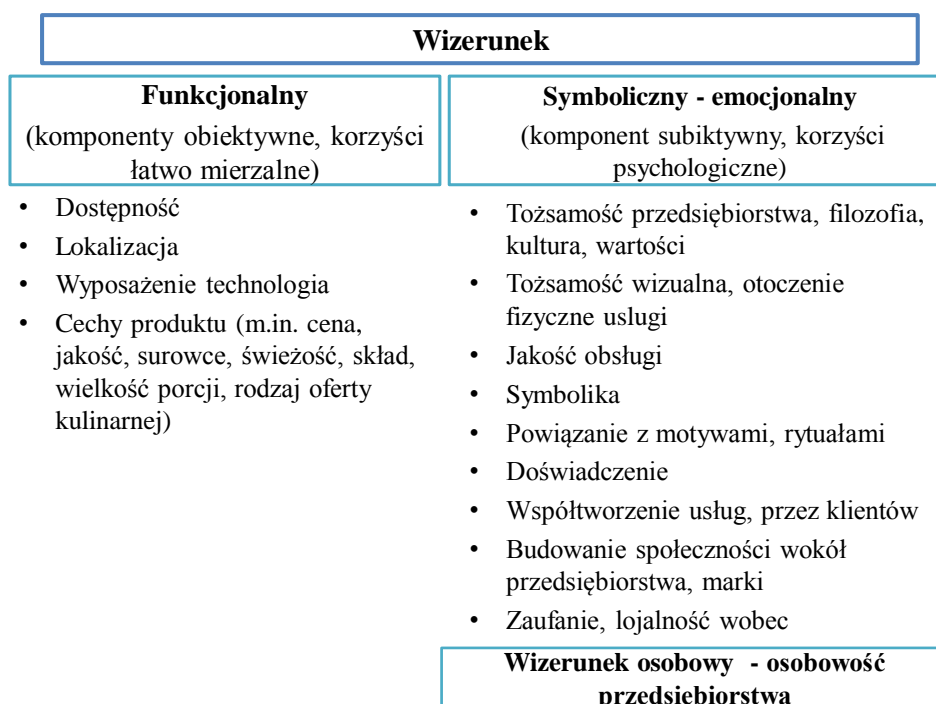 Wizerunek
Funkcjonalny
(komponenty obiektywne, korzyści
łatwo mierzalne)
• Dostępność
• Lokalizacja
• Wyposażenie technologia
• Cechy produktu (m.in. cena,
jakość, surowce, świeżość, skład,
wielkość porcji, rodzaj oferty
kulinarnej)
Symboliczny - emocjonalny
(komponent subiktywny, korzyści
psychologiczne)
• Tożsamość przedsiębiorstwa, filozofia,
kultura, wartości
• Tożsamość wizualna, otoczenie
fizyczne uslugi
• Jakość obsługi
• Symbolika
• Powiązanie z motywami, rytuałami
• Doświadczenie
• Współtworzenie usług, przez klientów
• Budowanie społeczności wokół
przedsiębiorstwa, marki
• Zaufanie, lojalność wobec
Wizerunek osobowy - osobowość
przedsiębiorstwa